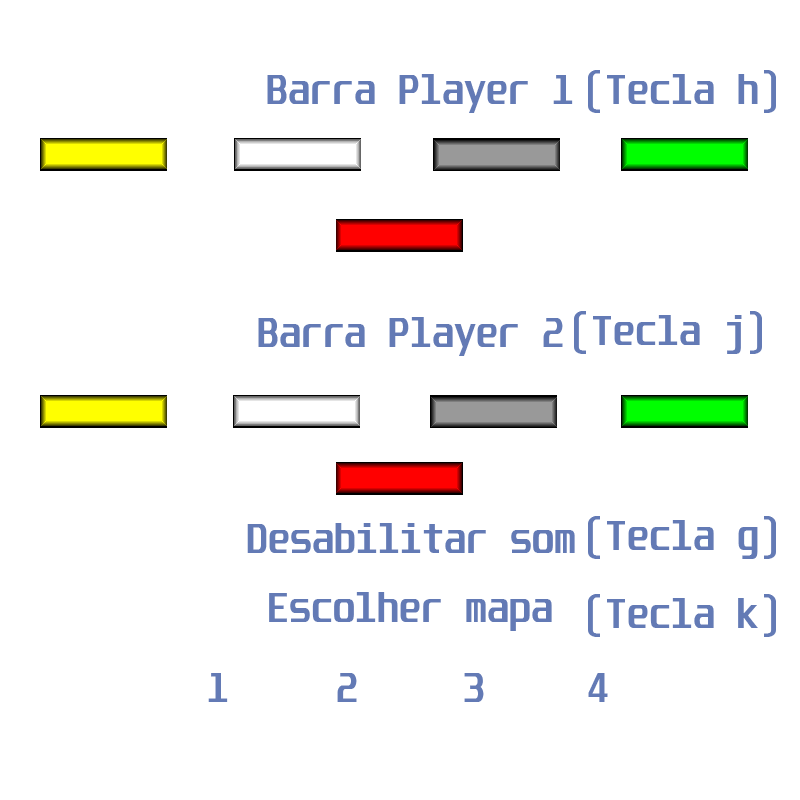 Barra Player 1 (Tecla h)
Barra Player 2 (Tecla j)
Desabilitar som (Tecla g)
Escolher mapa (Tecla k)
1 2 3 4